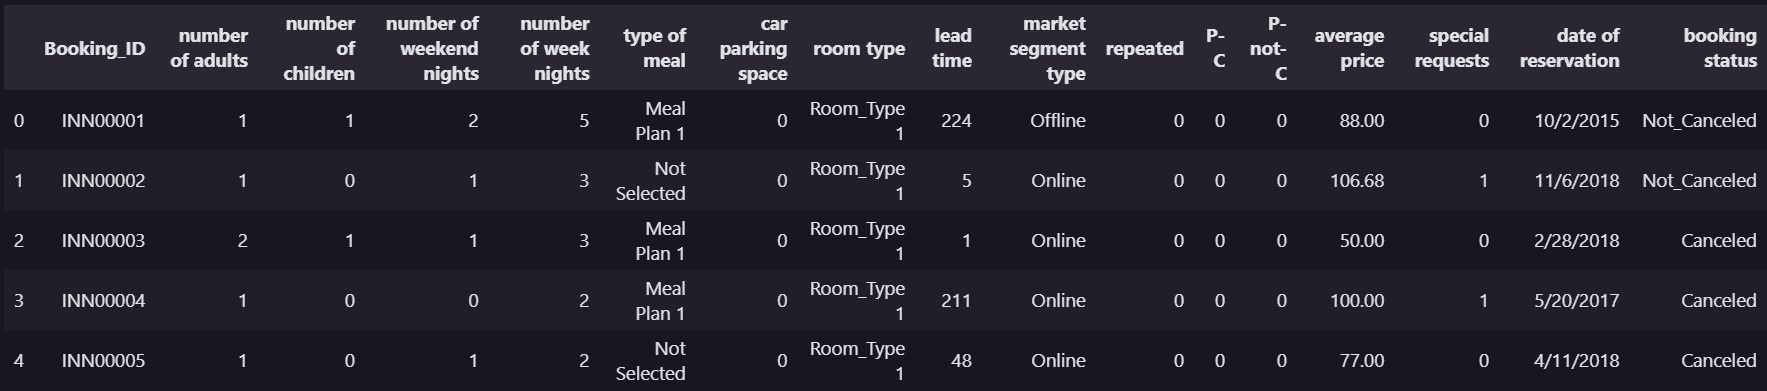 Booking_ID number of adults number of children number of weekend nights number of week nights type of meal car parking space room type lead time market segment type repeated P-C P-not-C average price special requests date of reservation booking status
0 INN00001 1 1 2 5 Meal Plan 1 0 Room_Type 1 224 Offline 0 0 0 88.00 0 10/2/2015 Not_Canceled
1 INN00002 1 0 1 3 Not Selected 0 Room_Type 1 5 Online 0 0 0 106.68 1 11/6/2018 Not_Canceled
2 INN00003 2 1 1 3 Meal Plan 1 0 Room_Type 1 1 Online 0 0 0 50.00 0 2/28/2018 Canceled
3 INN00004 1 0 0 2 Meal Plan 1 0 Room_Type 1 211 Online 0 0 0 100.00 1 5/20/2017 Canceled
4 INN00005 1 0 1 2 Not Selected 0 Room_Type 1 48 Online 0 0 0 77.00 0 4/11/2018 Canceled